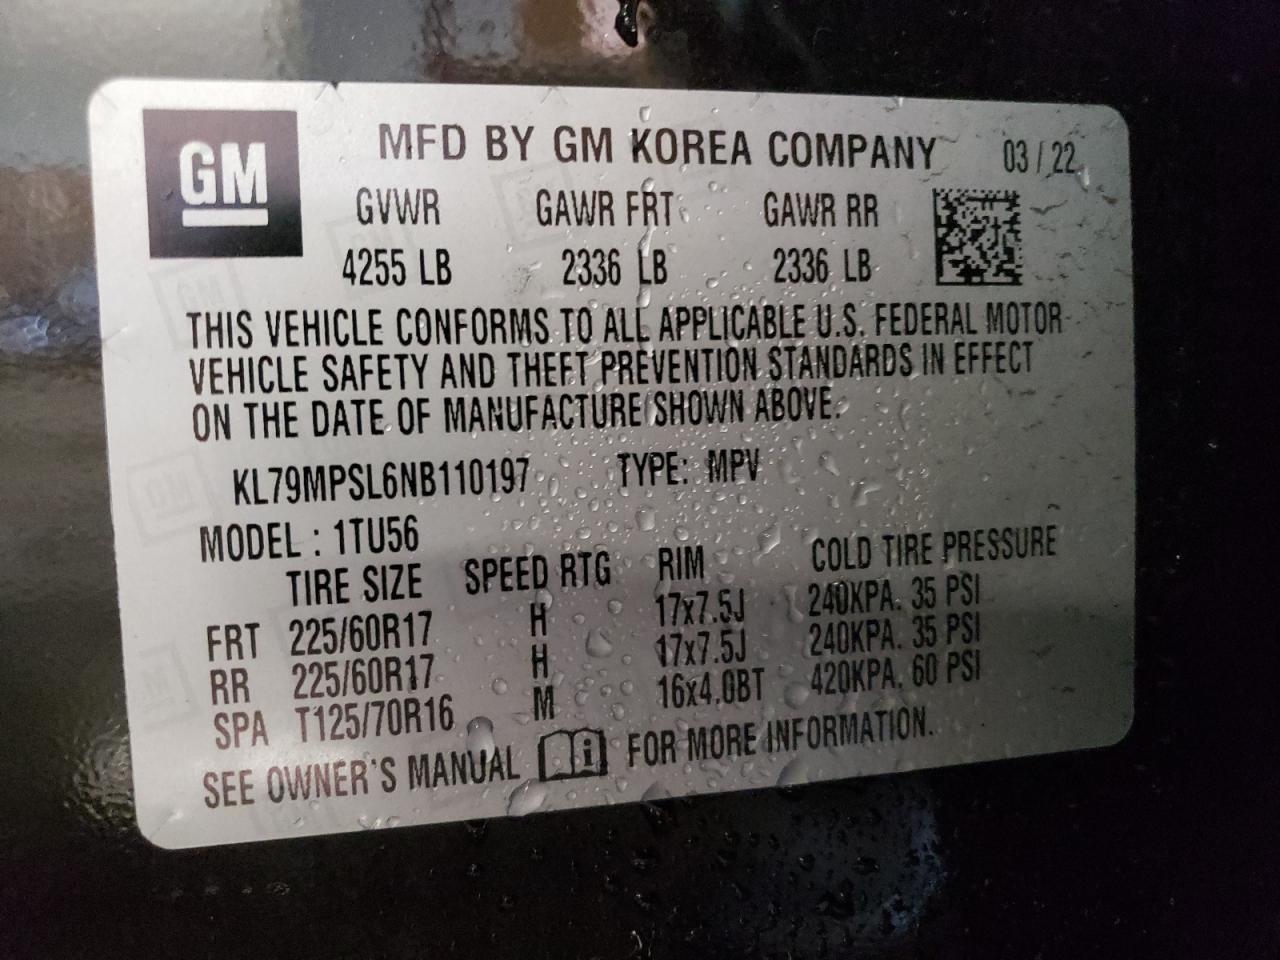 GM
MFD BY GM KOREA COMPANY 03 / 22
GVWR GAWR FRT GAWR RR
4255 LB 2336 LB 2336 LB
THIS VEHICLE CONFORMS TO ALL APPLICABLE U.S. FEDERAL MOTOR
VEHICLE SAFETY AND THEFT PREVENTION STANDARDS IN EFFECT
ON THE DATE OF MANUFACTURE SHOWN ABOVE.
KL79MPSL6NB110197 TYPE: MPV
MODEL : 1TU56
TIRE SIZE SPEED RTG RIM COLD TIRE PRESSURE
FRT 225/60R17 H 17x7.5J 240KPA. 35 PSI
RR 225/60R17 H 17x7.5J 240KPA. 35 PSI
SPA T125/70R16 M 16x4.0BT 420KPA. 60 PSI
SEE OWNER'S MANUAL i FOR MORE INFORMATION.